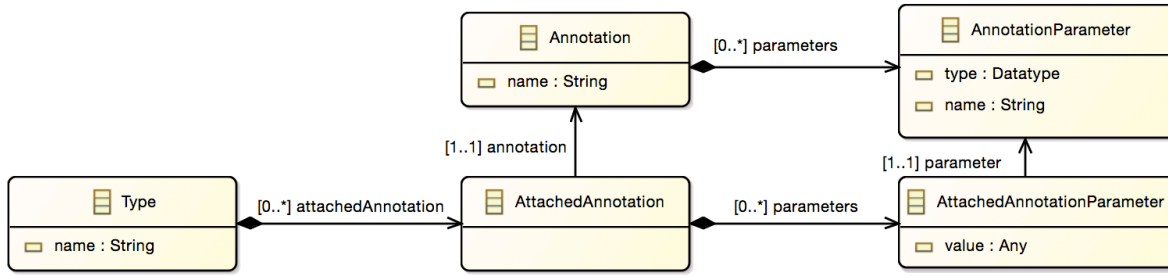 Annotation
name : String
[0..*] parameters
AnnotationParameter
type : Datatype
name : String
[1..1] annotation
[1..1] parameter
Type
name : String
[0..*] attachedAnnotation
AttachedAnnotation
[0..*] parameters
AttachedAnnotationParameter
value : Any